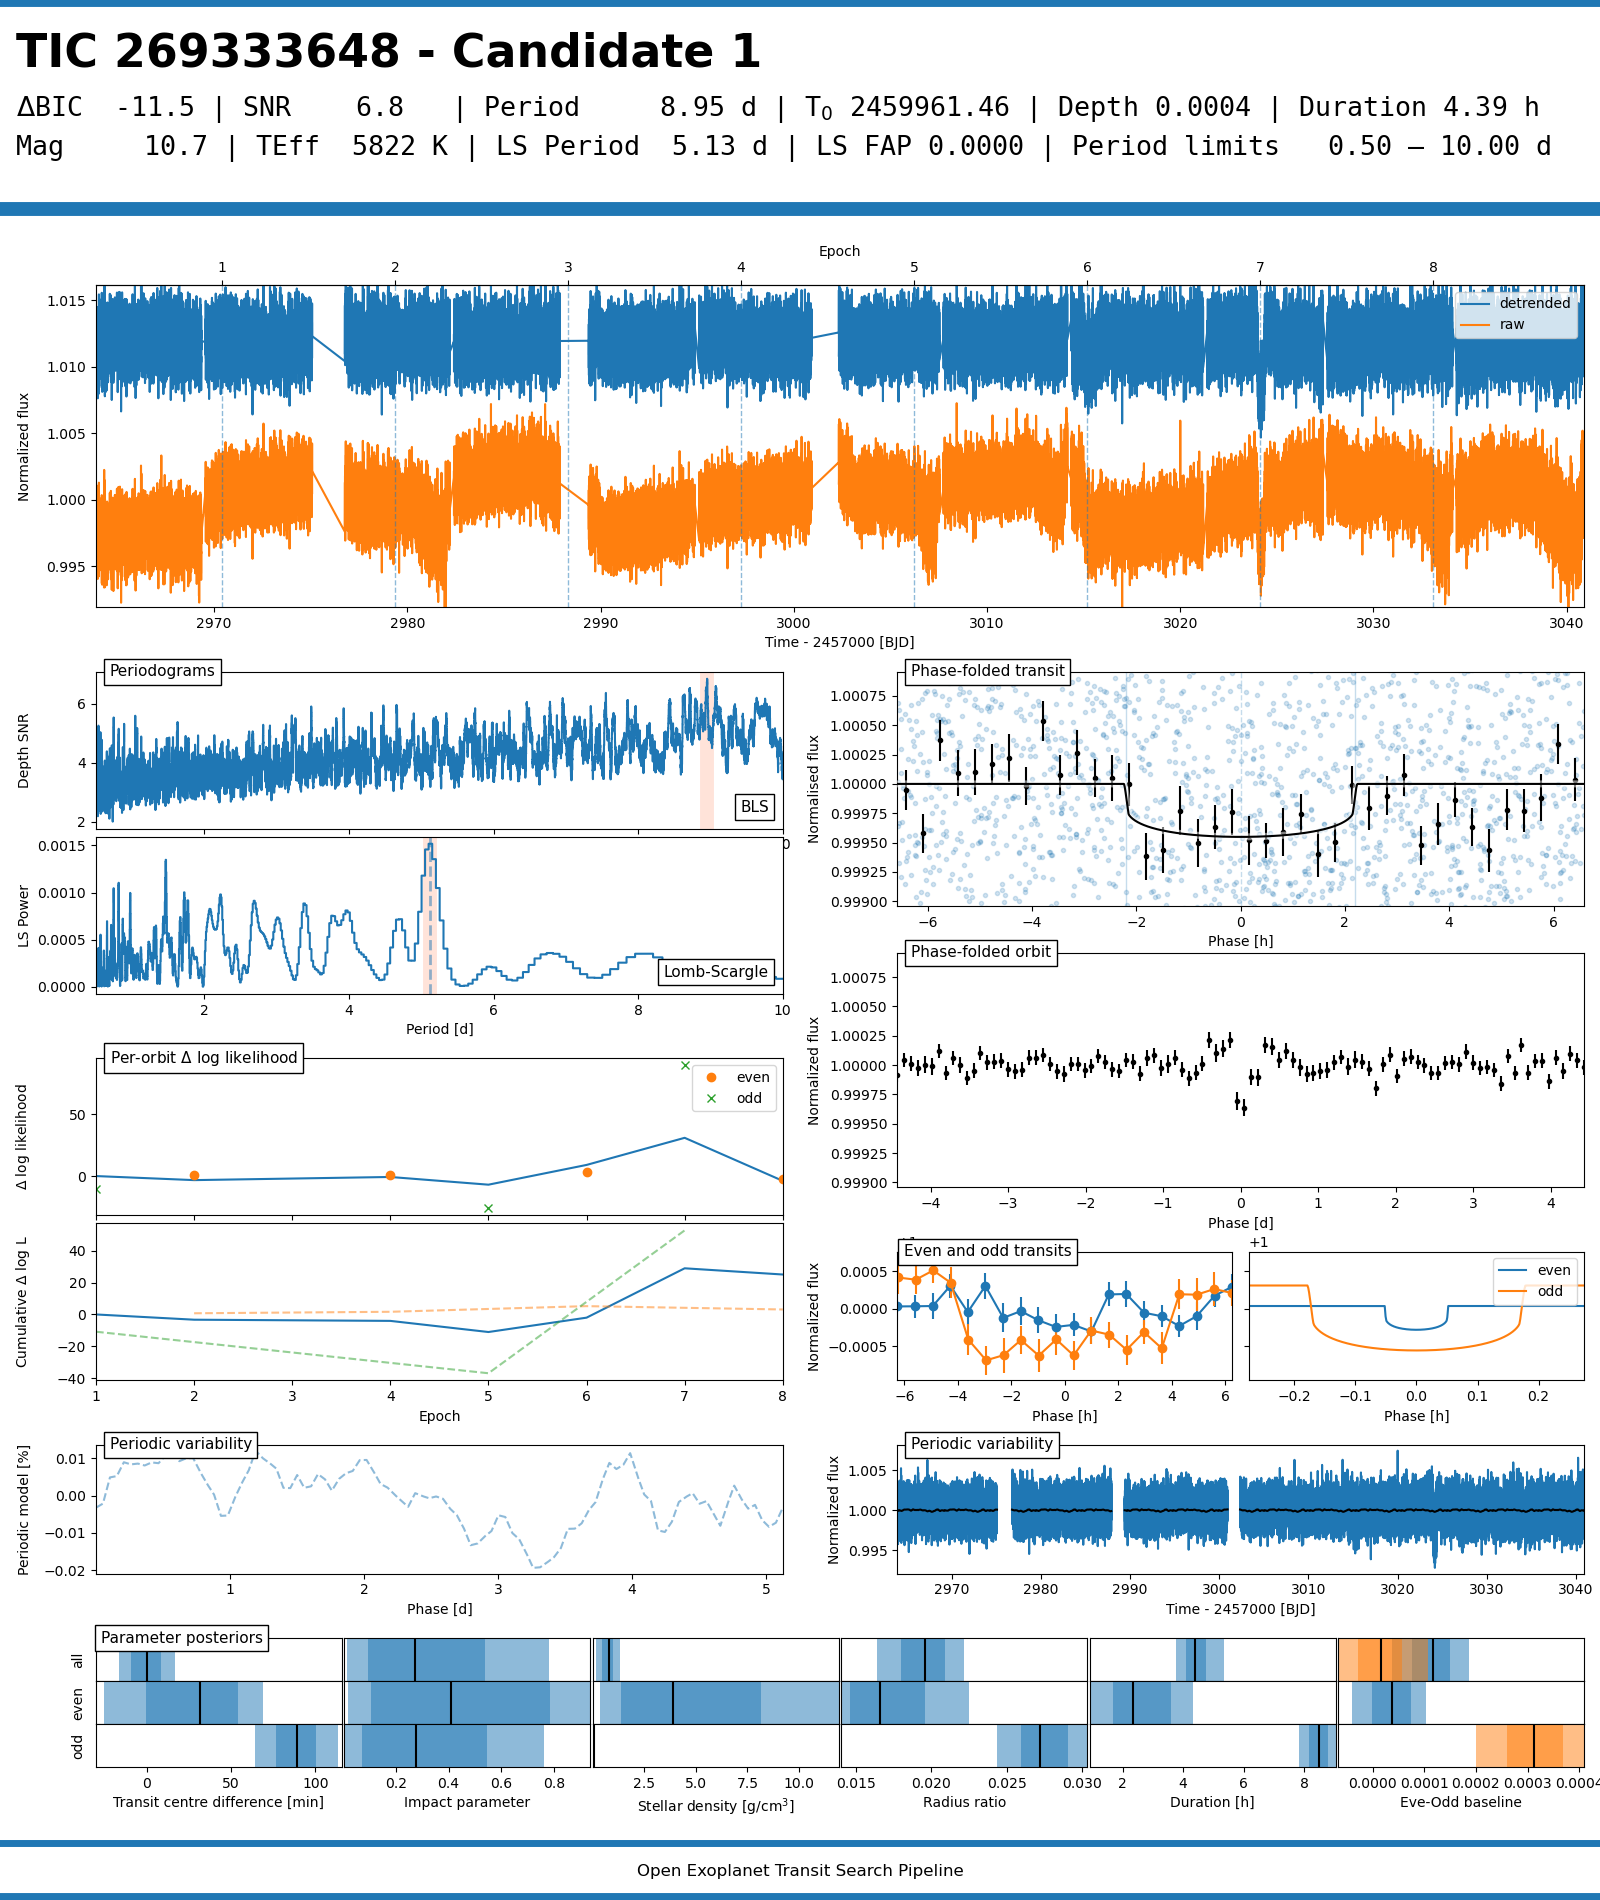 TIC 269333648 - Candidate 1
ΔBIC -11.5 | SNR 6.8 | Period 8.95 d | T0 2459961.46 | Depth 0.0004 | Duration 4.39 h
Mag 10.7 | TEff 5822 K | LS Period 5.13 d | LS FAP 0.0000 | Period limits 0.50 — 10.00 d
Epoch
1 2 3 4 5 6 7 8
detrended
raw
Normalized flux
1.015
1.010
1.005
1.000
0.995
2970 2980 2990 3000 3010 3020 3030 3040
Time - 2457000 [BJD]
Periodograms
Depth SNR
6
4
2
BLS
0
LS Power
0.0015
0.0010
0.0005
0.0000
Lomb-Scargle
2 4 6 8 10
Period [d]
Phase-folded transit
Normalised flux
1.00075
1.00050
1.00025
1.00000
0.99975
0.99950
0.99925
0.99900
−6 −4 −2 0 2 4 6
Phase [h]
Phase-folded orbit
Normalized flux
1.00075
1.00050
1.00025
1.00000
0.99975
0.99950
0.99925
0.99900
−4 −3 −2 −1 0 1 2 3 4
Phase [d]
Per-orbit Δ log likelihood
Δ log likelihood
50
0
even
odd
Cumulative Δ log L
40
20
0
−20
−40
1 2 3 4 5 6 7 8
Epoch
Even and odd transits
Normalized flux
0.0005
0.0000
−0.0005
−6 −4 −2 0 2 4 6
Phase [h]
+1
even
odd
−0.2 −0.1 0.0 0.1 0.2
Phase [h]
Periodic variability
Periodic model [%]
0.01
0.00
−0.01
−0.02
1 2 3 4 5
Phase [d]
Periodic variability
Normalized flux
1.005
1.000
0.995
2970 2980 2990 3000 3010 3020 3030 3040
Time - 2457000 [BJD]
Parameter posteriors
all
even
odd
0 50 100
Transit centre difference [min]
0.2 0.4 0.6 0.8
Impact parameter
2.5 5.0 7.5 10.0
Stellar density [g/cm3]
0.015 0.020 0.025 0.030
Radius ratio
2 4 6 8
Duration [h]
0.0000 0.0001 0.0002 0.0003 0.0004
Eve-Odd baseline
Open Exoplanet Transit Search Pipeline